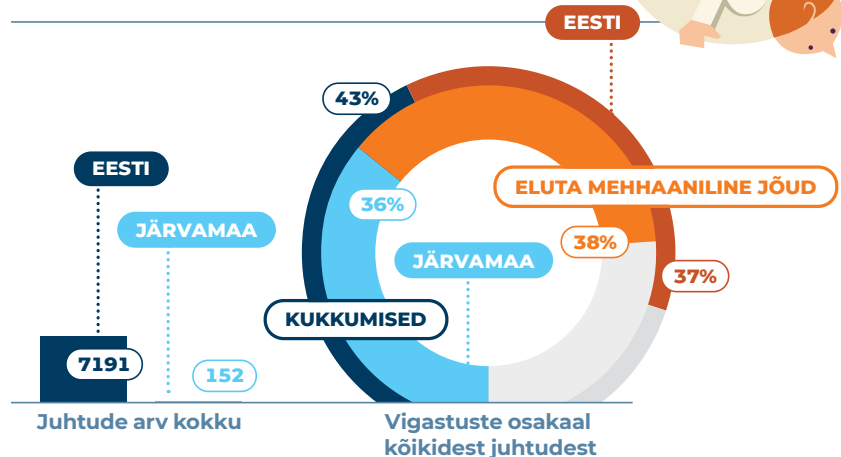 EESTI
43%
EESTI
ELUTA MEHHAANILINE JÕUD
36%
JÄRVAMAA
38%
JÄRVAMAA
37%
KUKKUMISED
7191
152
Juhtude arv kokku
Vigastuste osakaal
kõikidest juhtudest